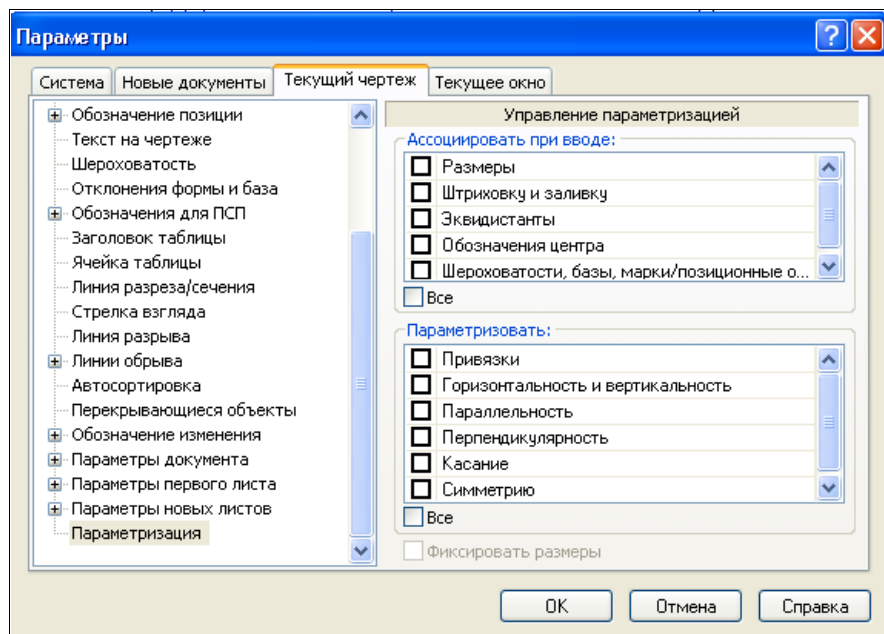 Параметры
Система Новые документы Текущий чертеж Текущее окно
Обозначение позиции
Текст на чертеже
Шероховатость
Отклонения формы и база
Обозначения для ПСП
Заголовок таблицы
Ячейка таблицы
Линия разреза/сечения
Стрелка взгляда
Линия разрыва
Линии обрыва
Автосортировка
Перекрывающиеся объекты
Обозначение изменения
Параметры документа
Параметры первого листа
Параметры новых листов
Параметризация
Управление параметризацией
Ассоциировать при вводе:
Размеры
Штриховку и заливку
Эквидистанты
Обозначения центра
Шероховатости, базы, марки/позиционные о...
Все
Параметризовать:
Привязки
Горизонтальность и вертикальность
Параллельность
Перпендикулярность
Касание
Симметрию
Все
Фиксировать размеры
OK Отмена Справка